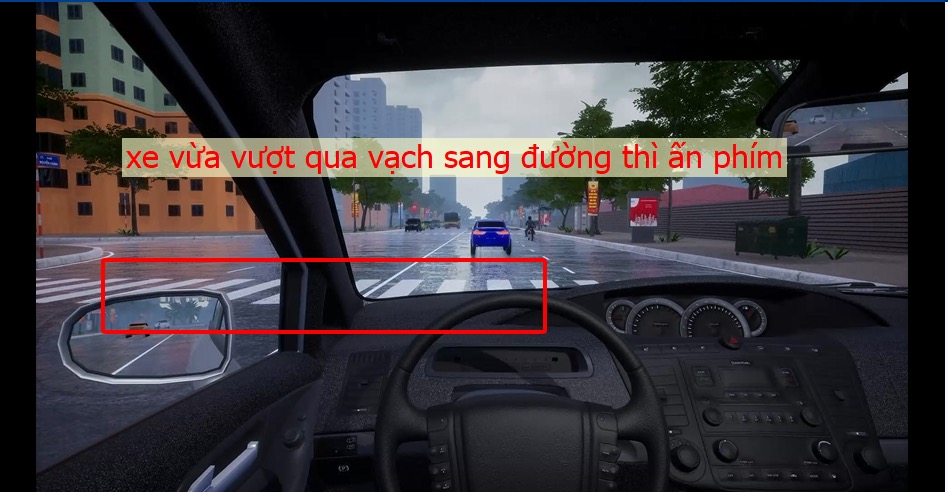 xe vừa vượt qua vạch sang đường thì ấn phím